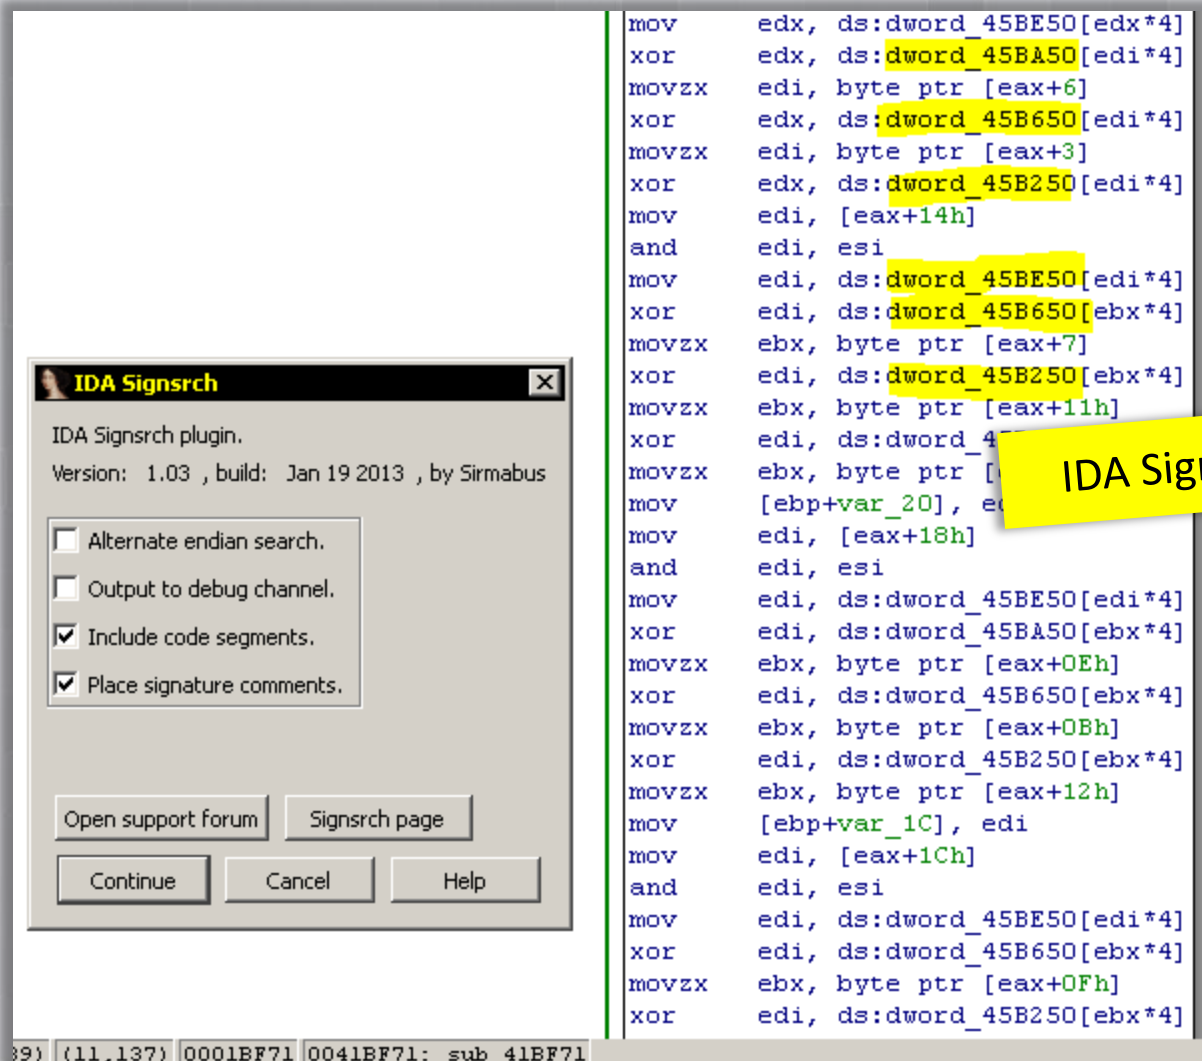 IDA Signsrch
IDA Signsrch plugin.
Version: 1.03 , build: Jan 19 2013 , by Sirmabus
Alternate endian search.
Output to debug channel.
Include code segments.
Place signature comments.
Open support forum
Signsrch page
Continue
Cancel
Help
mov edx, ds:dword_45BE50[edx*4]
xor edx, ds:dword_45BA50[edi*4]
movzx edi, byte ptr [eax+6]
xor edx, ds:dword_45B650[edi*4]
movzx edi, byte ptr [eax+3]
xor edx, ds:dword_45B250[edi*4]
mov edi, [eax+14h]
and edi, esi
mov edi, ds:dword_45BE50[edi*4]
xor edi, ds:dword_45B650[ebx*4]
movzx ebx, byte ptr [eax+7]
xor edi, ds:dword_45B250[ebx*4]
movzx ebx, byte ptr [eax+11h]
xor edi, ds:dword_4
movzx ebx, byte ptr [
mov [ebp+var_20], e
IDA Sig
mov edi, [eax+18h]
and edi, esi
mov edi, ds:dword_45BE50[edi*4]
xor edi, ds:dword_45BA50[ebx*4]
movzx ebx, byte ptr [eax+0Eh]
xor edi, ds:dword_45B650[ebx*4]
movzx ebx, byte ptr [eax+0Bh]
xor edi, ds:dword_45B250[ebx*4]
movzx ebx, byte ptr [eax+12h]
mov [ebp+var_1C], edi
mov edi, [eax+1Ch]
and edi, esi
mov edi, ds:dword_45BE50[edi*4]
xor edi, ds:dword_45B650[ebx*4]
movzx ebx, byte ptr [eax+0Fh]
xor edi, ds:dword_45B250[ebx*4]
39) (11,137) 0001BF71 0041BF71: sub_41BF71